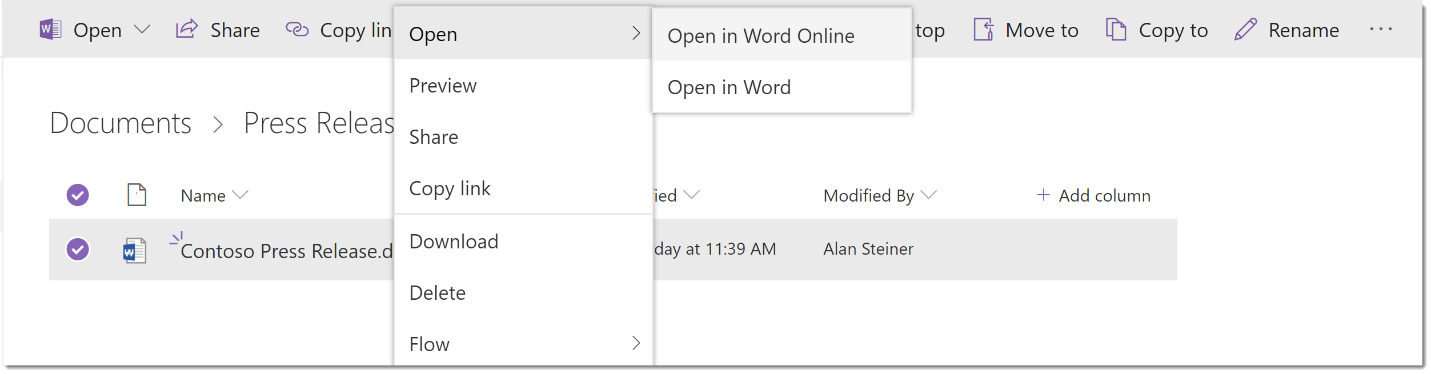 Open Share Copy lin top Move to Copy to Rename
Open
Open in Word Online
Preview
Open in Word
Documents > Press Releas
Share
Copy link
Name fied Modified By + Add column
Download
Contoso Press Release.d day at 11:39 AM Alan Steiner
Delete
Flow